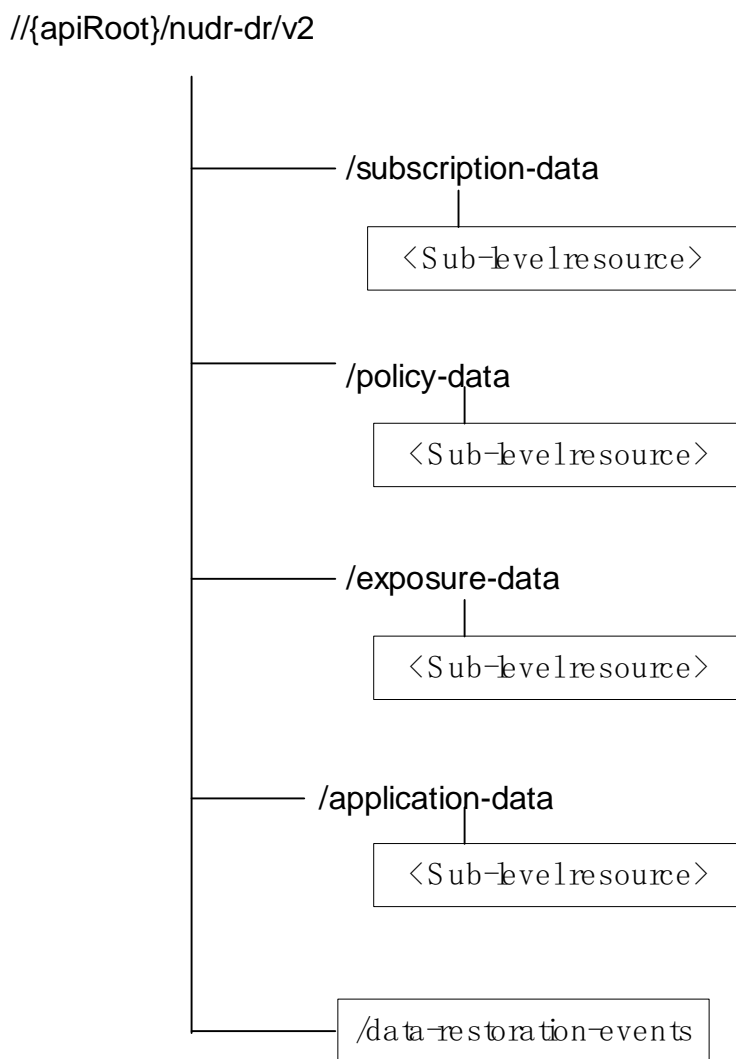 //{apiRoot}/nudr-dr/v2
/subscription-data
<Sub-levelresource>
/policy-data
<Sub-levelresource>
/exposure-data
<Sub-levelresource>
/application-data
<Sub-levelresource>
/data-restoration-events